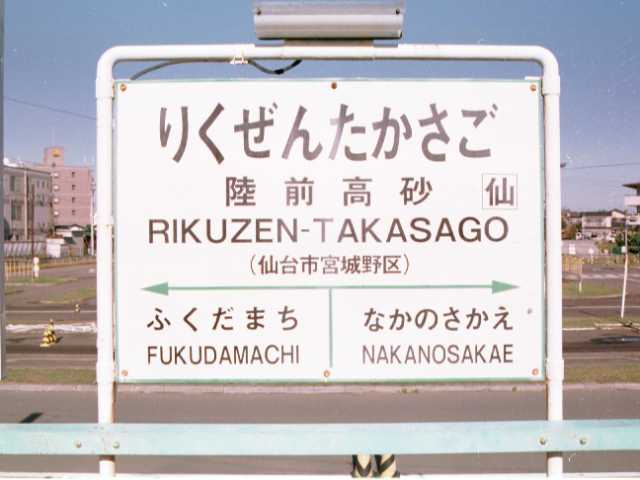 りくぜんたかさご
陸前高砂 仙
RIKUZEN-TAKASAGO
(仙台市宮城野区)
ふくだまち なかのさかえ
FUKUDAMACHI NAKANOSAKAE